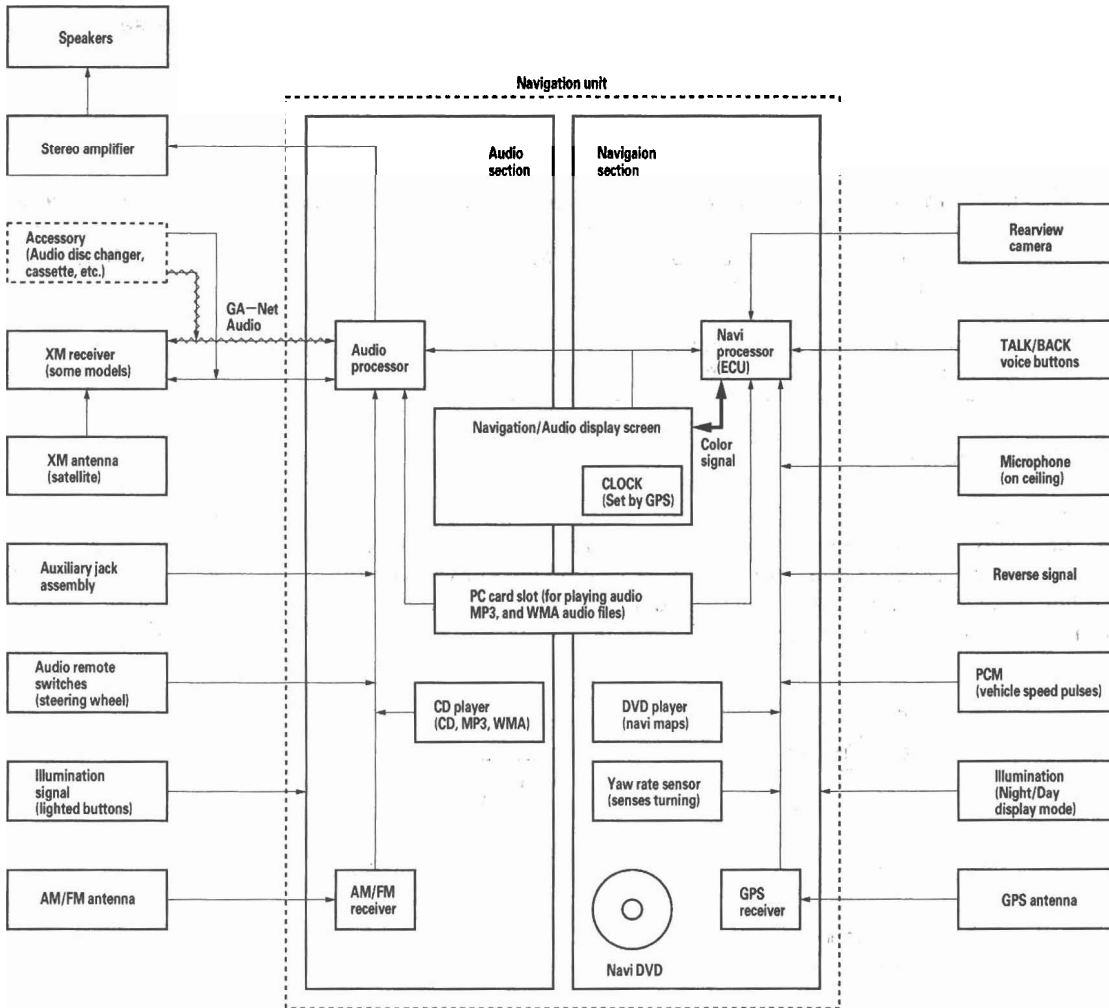 Speakers
Navigation unit
Stereo amplifier
Audio
section
Navigaion
section
Accessory
(Audio disc changer,
cassette, etc.)
GA-Net
Audio
XM receiver
(some models)
XM antenna
(satellite)
Auxiliary jack
assembly
Audio remote
switches
(steering wheel)
Illumination
signal
(lighted buttons)
AM/FM antenna
Audio
processor
Navi
processor
(ECU)
Navigation/Audio display screen
Color
signal
CLOCK
(Set by GPS)
PC card slot (for playing audio
MP3, and WMA audio files)
CD player
(CD, MP3, WMA)
DVD player
(navi maps)
Yaw rate sensor
(senses turning)
AM/FM
receiver
Navi DVD
GPS
receiver
Rearview
camera
TALK/BACK
voice buttons
Microphone
(on ceiling)
Reverse signal
PCM
(vehicle speed pulses)
Illumination
(Night/Day
display mode)
GPS antenna